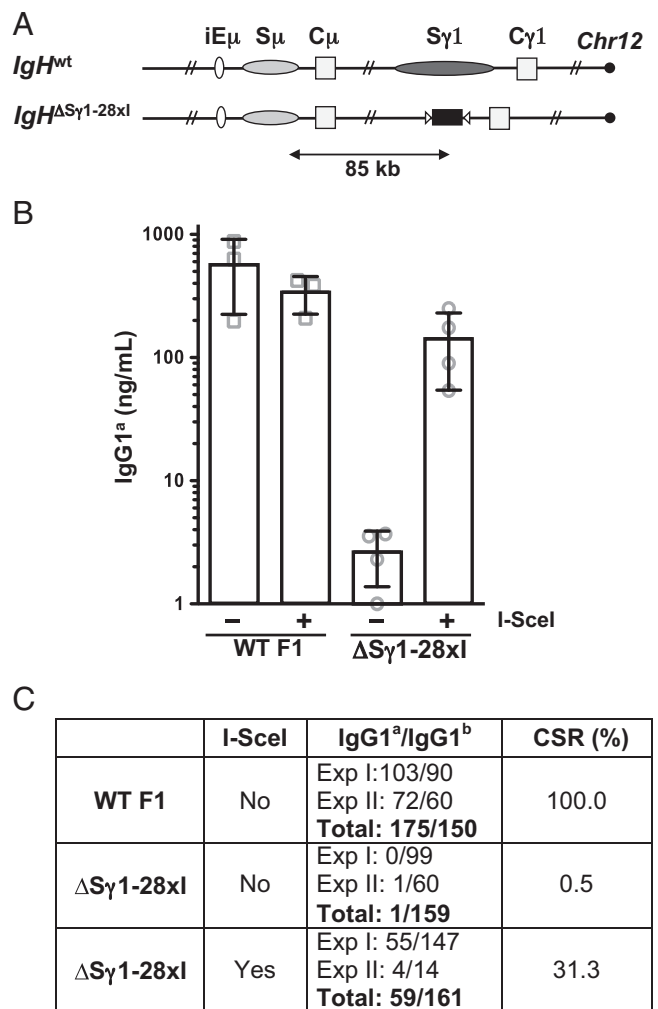 A
iEμ Sμ Cμ Sγ1 Cγ1 Chr12
IgHwt
IgHΔSγ1-28xI
85 kb
B
IgG1a (ng/mL)
1000
100
10
1
– + – + I-SceI
WT F1 ΔSγ1-28xI
C
I-SceI IgG1a/IgG1b CSR (%)
WT F1 No Exp I:103/90 100.0
Exp II: 72/60
Total: 175/150
ΔSγ1-28xI No Exp I: 0/99 0.5
Exp II: 1/60
Total: 1/159
ΔSγ1-28xI Yes Exp I: 55/147 31.3
Exp II: 4/14
Total: 59/161